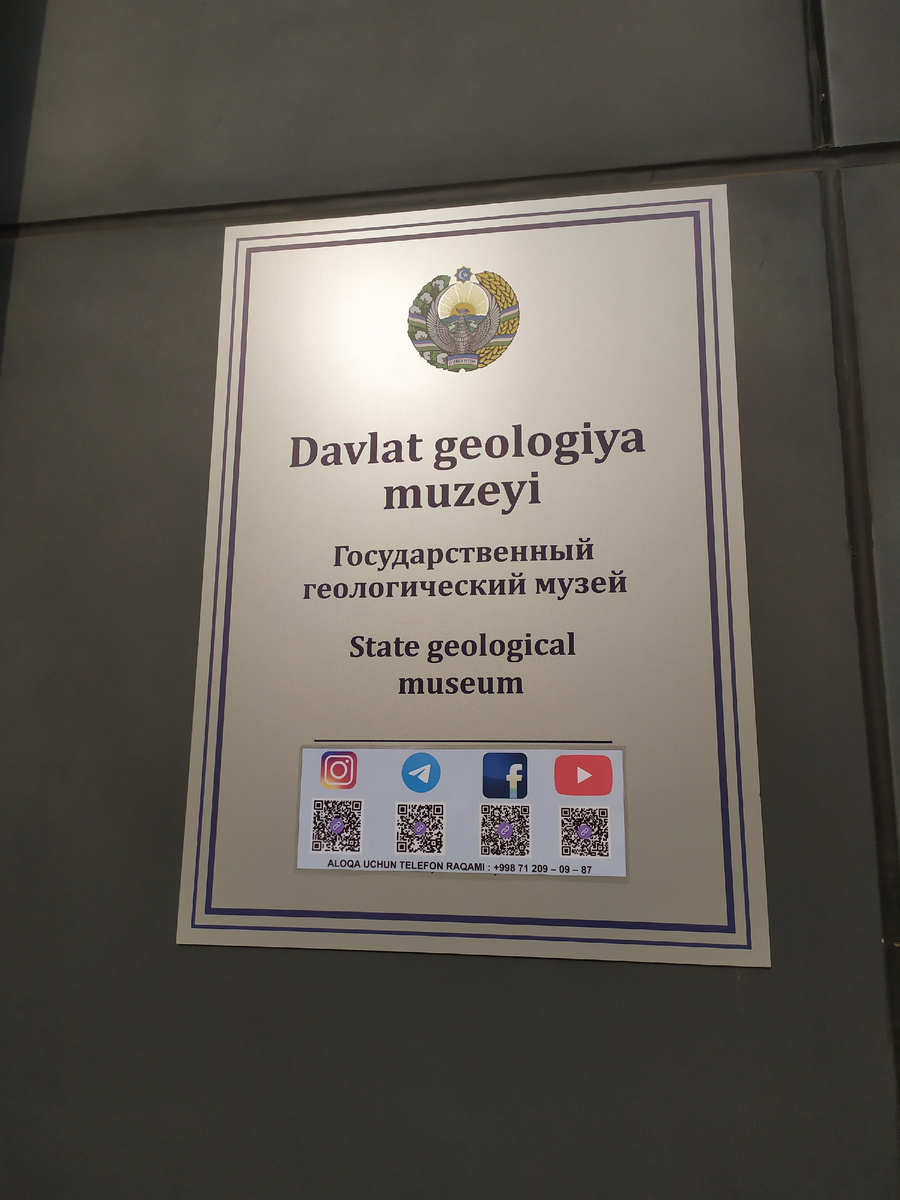 Davlat geologiya
muzeyi
Государственный
геологический музей
State geological
museum
ALOQA UCHUN TELEFON RAQAMI : +998 71 209 – 09 – 87